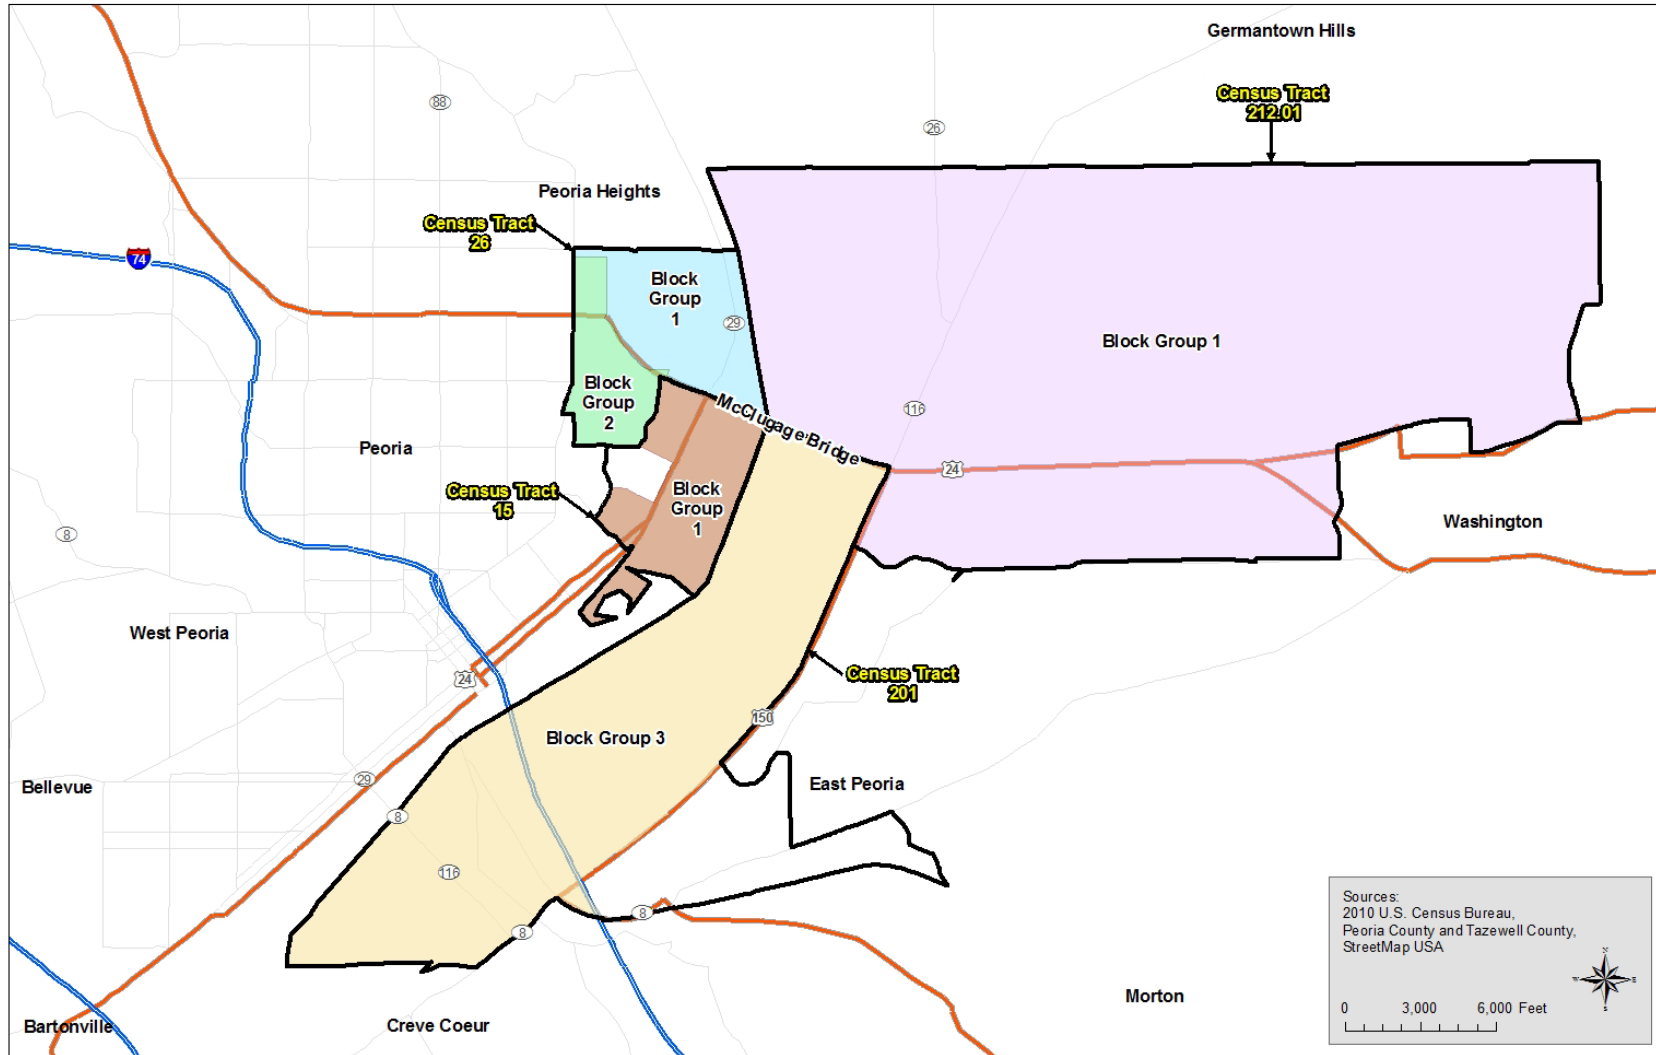 Germantown Hills
Census Tract
212.01
88
26
Peoria Heights
Census Tract
26
74
Block
Group
1
29
Block Group 1
Block
Group
2
McClugage Bridge
116
Peoria
24
Census Tract
15
Block
Group
1
Washington
8
West Peoria
24
Census Tract
201
150
Block Group 3
29
Bellevue
East Peoria
8
116
8
8
Sources:
2010 U.S. Census Bureau,
Peoria County and Tazewell County,
StreetMap USA
N
W
E
S
0 3,000 6,000 Feet
Morton
Bartonville
Creve Coeur